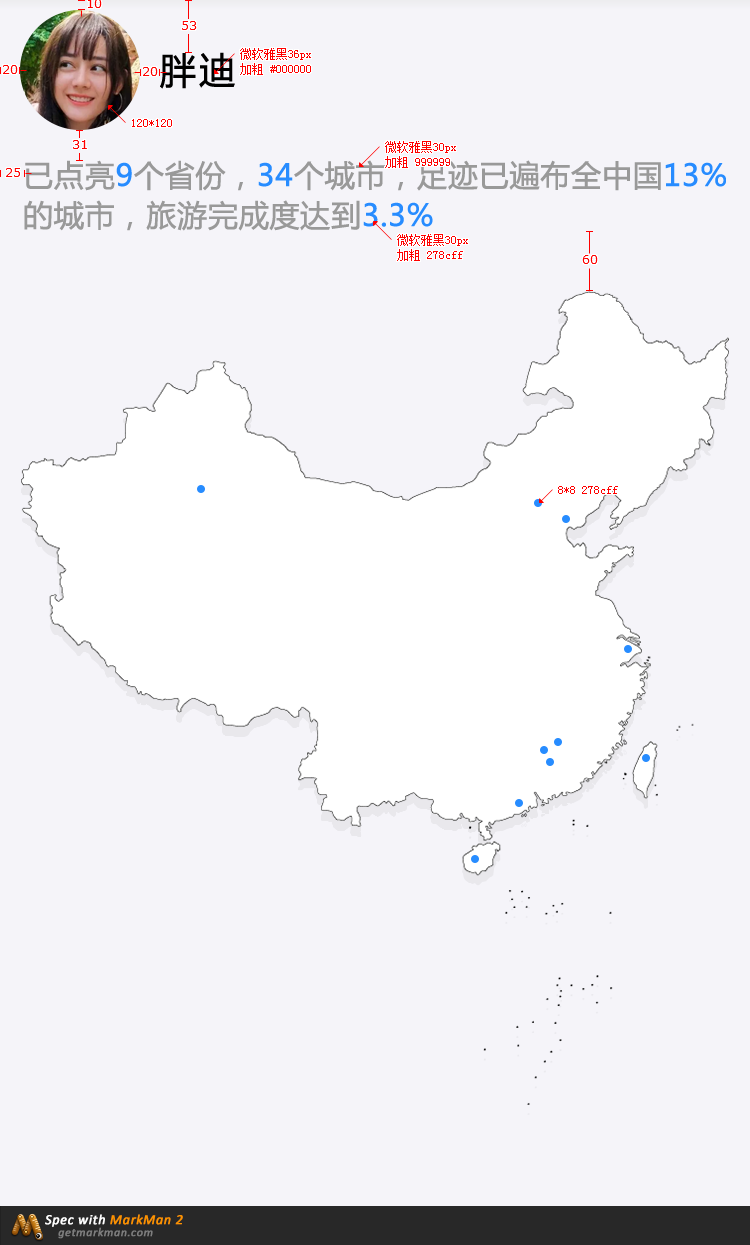 10
53
微软雅黑36px
加粗 #000000
20
20
胖迪
120*120
31
微软雅黑30px
加粗 999999
25
已点亮9个省份，34个城市，足迹已遍布全中国13%
的城市，旅游完成度达到3.3%
微软雅黑30px
加粗 278cff
60
8*8 278cff
Spec with MarkMan 2
getmarkman.com